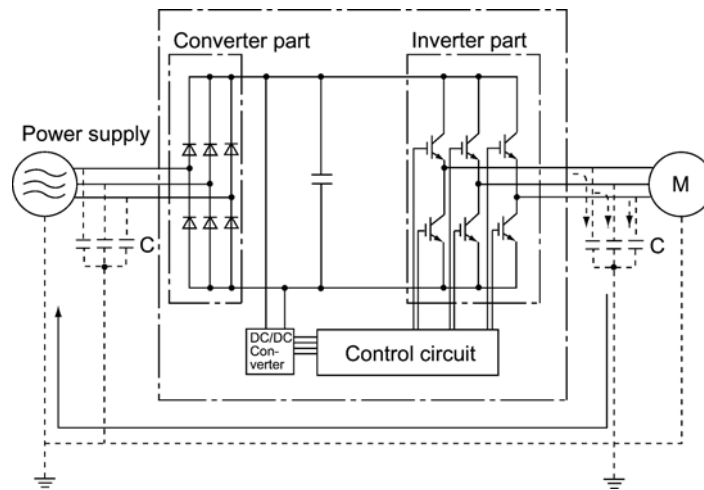 Converter part
Inverter part
Power supply
M
C
C
DC/DC
Con-
verter
Control circuit